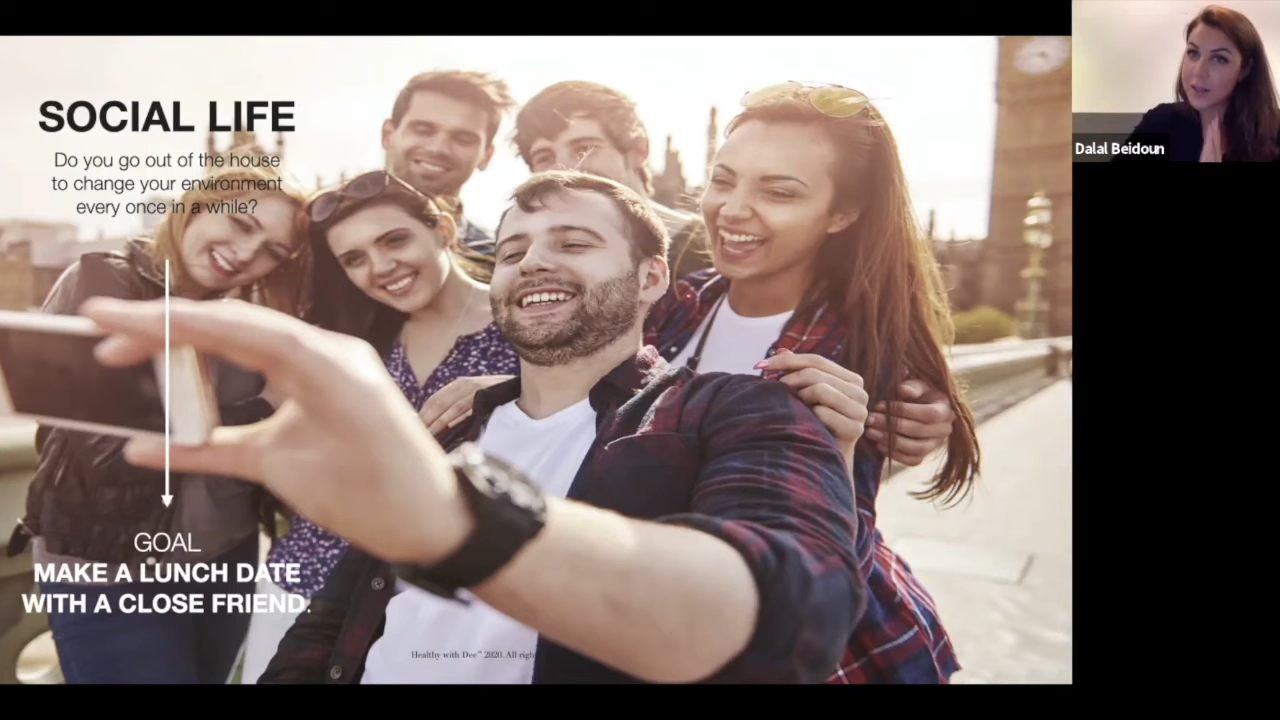 SOCIAL LIFE
Do you go out of the house
to change your environment
every once in a while?
GOAL
MAKE A LUNCH DATE
WITH A CLOSE FRIEND.
Healthy with Dee™ 2020. All righ
Dalal Beidoun